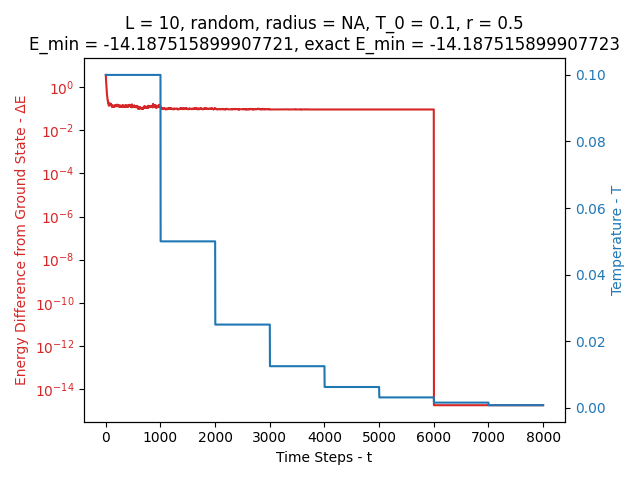 L = 10, random, radius = NA, T_0 = 0.1, r = 0.5
E_min = -14.187515899907721, exact E_min = -14.187515899907723
Energy Difference from Ground State - ΔE
10⁰
10⁻²
10⁻⁴
10⁻⁶
10⁻⁸
10⁻¹⁰
10⁻¹²
10⁻¹⁴
0.10
0.08
0.06
0.04
0.02
0.00
Temperature - T
0 1000 2000 3000 4000 5000 6000 7000 8000
Time Steps - t